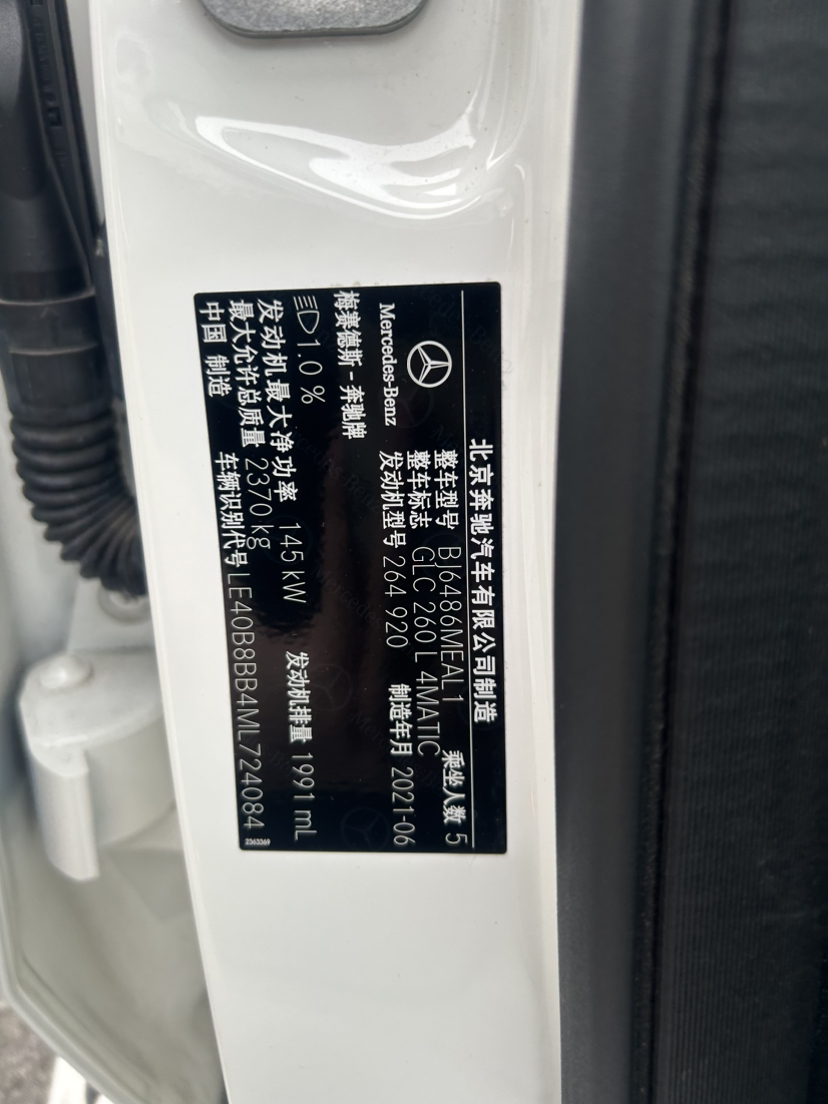 北京奔驰汽车有限公司制造
Mercedes-Benz
整车型号 BJ6486MEAL1 乘坐人数 5
整车标志 GLC 260 L 4MATIC
发动机型号 264 920 制造年月 2021-06
梅赛德斯-奔驰牌
1.0 %
发动机最大净功率 145 kW 发动机排量 1991 mL
最大允许总质量 2370 kg
中国 制造 车辆识别代号 LE40B8BB4ML724084
2363369